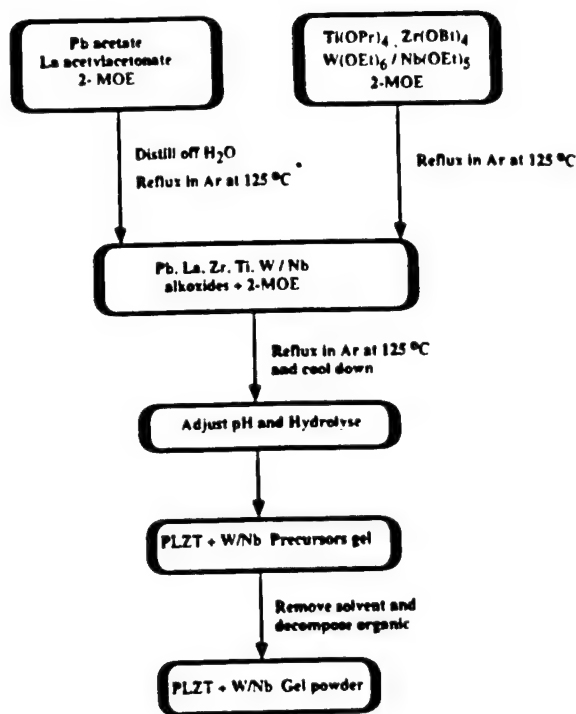 Pb acetate
La acetylacetonate
2- MOE
Ti(OPr)4 , Zr(OBt)4
W(OEt)6 / Nb(OEt)5
2-MOE
Distill off H2O
Reflux in Ar at 125 °C *
Reflux in Ar at 125 °C
Pb, La, Zr, Ti, W / Nb
alkoxides + 2-MOE
Reflux in Ar at 125 °C
and cool down
Adjust pH and Hydrolyse
PLZT + W/Nb Precursors gel
Remove solvent and
decompose organic
PLZT + W/Nb Gel powder